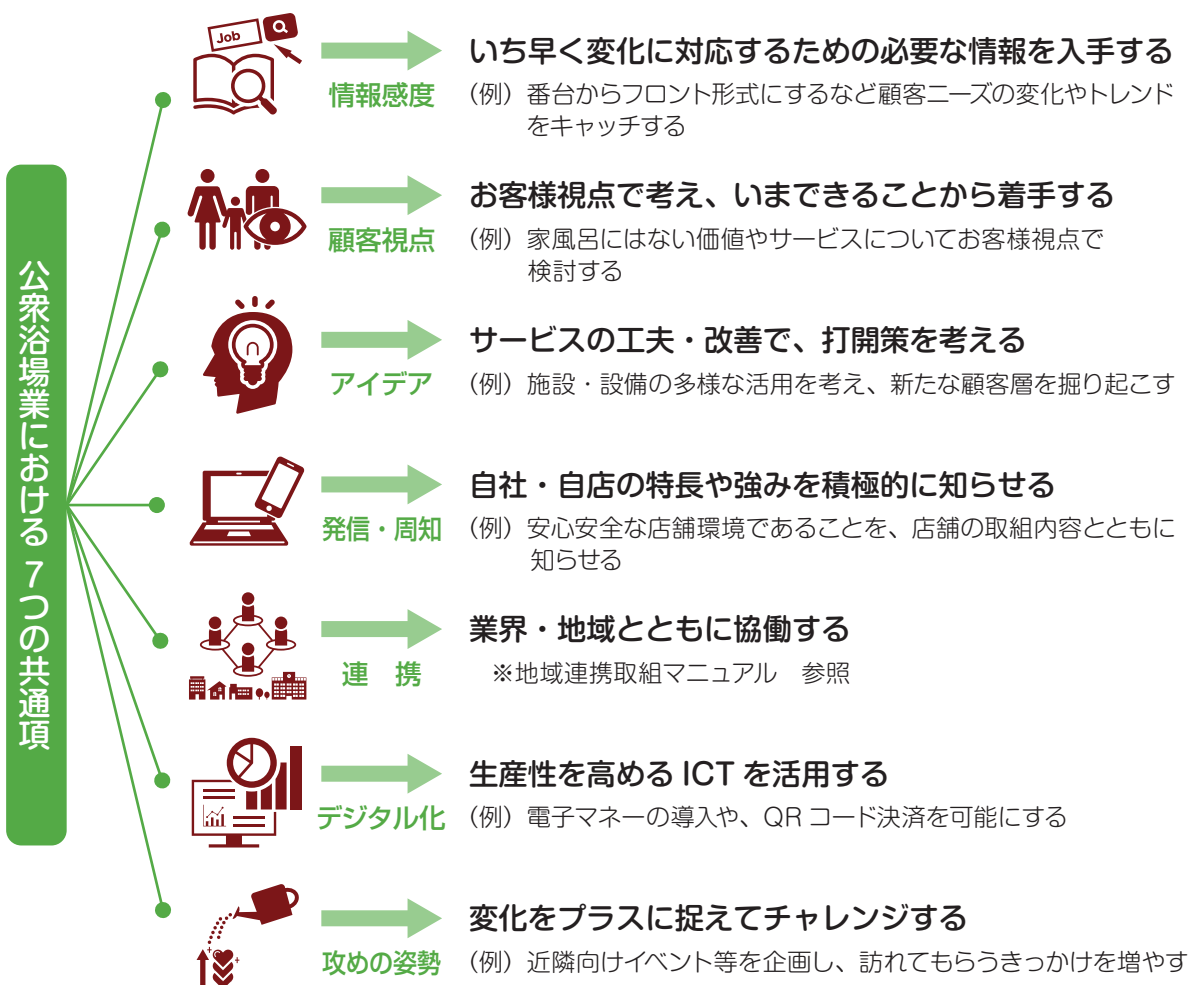 公衆浴場業における7つの共通項
Job
情報感度
いち早く変化に対応するための必要な情報を入手する
（例）番台からフロント形式にするなど顧客ニーズの変化やトレンド
をキャッチする
顧客視点
お客様視点で考え、いまできることから着手する
（例）家風呂にはない価値やサービスについてお客様視点で
検討する
アイデア
サービスの工夫・改善で、打開策を考える
（例）施設・設備の多様な活用を考え、新たな顧客層を掘り起こす
発信・周知
自社・自店の特長や強みを積極的に知らせる
（例）安心安全な店舗環境であることを、店舗の取組内容とともに
知らせる
連　携
業界・地域とともに協働する
※地域連携取組マニュアル　参照
デジタル化
生産性を高める ICT を活用する
（例）電子マネーの導入や、QR コード決済を可能にする
攻めの姿勢
変化をプラスに捉えてチャレンジする
（例）近隣向けイベント等を企画し、訪れてもらうきっかけを増やす